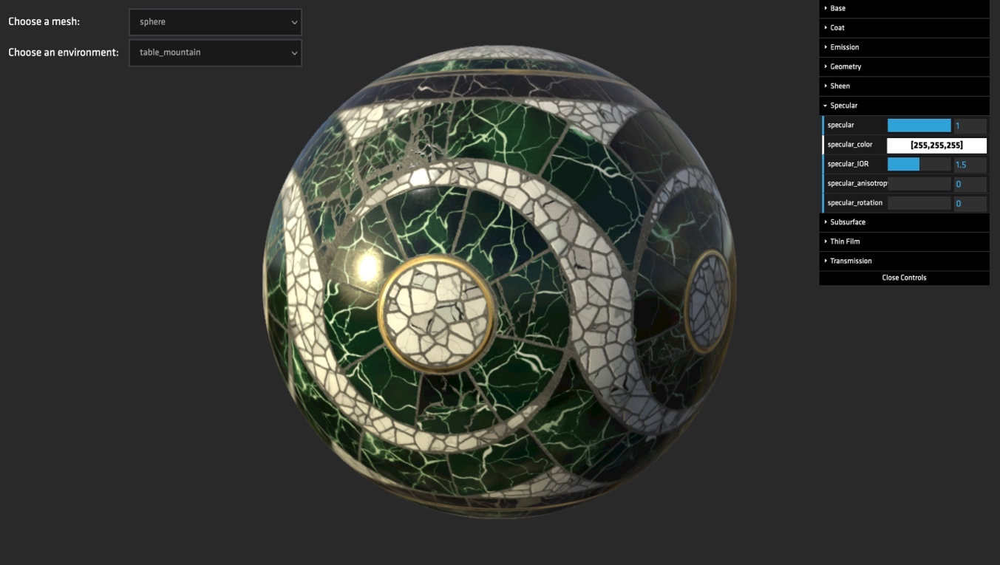 Choose a mesh: sphere
Choose an environment: table_mountain
Base
Coat
Emission
Geometry
Sheen
Specular
specular 1
specular_color [255,255,255]
specular_IOR 1.5
specular_anisotrop 0
specular_rotation 0
Subsurface
Thin Film
Transmission
Close Controls